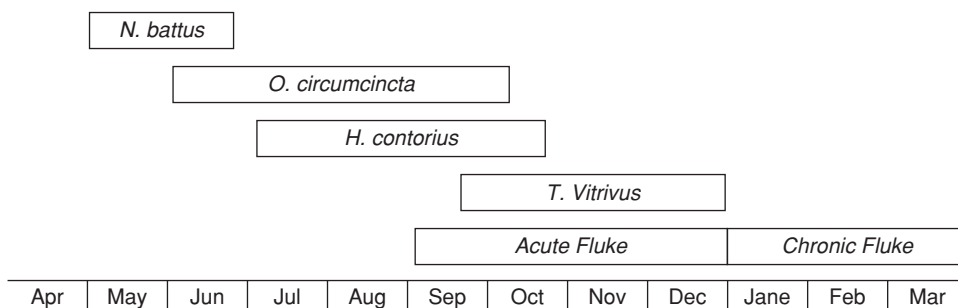 N. battus
O. circumcincta
H. contorius
T. Vitrivus
Acute Fluke Chronic Fluke
Apr May Jun Jul Aug Sep Oct Nov Dec Jane Feb Mar